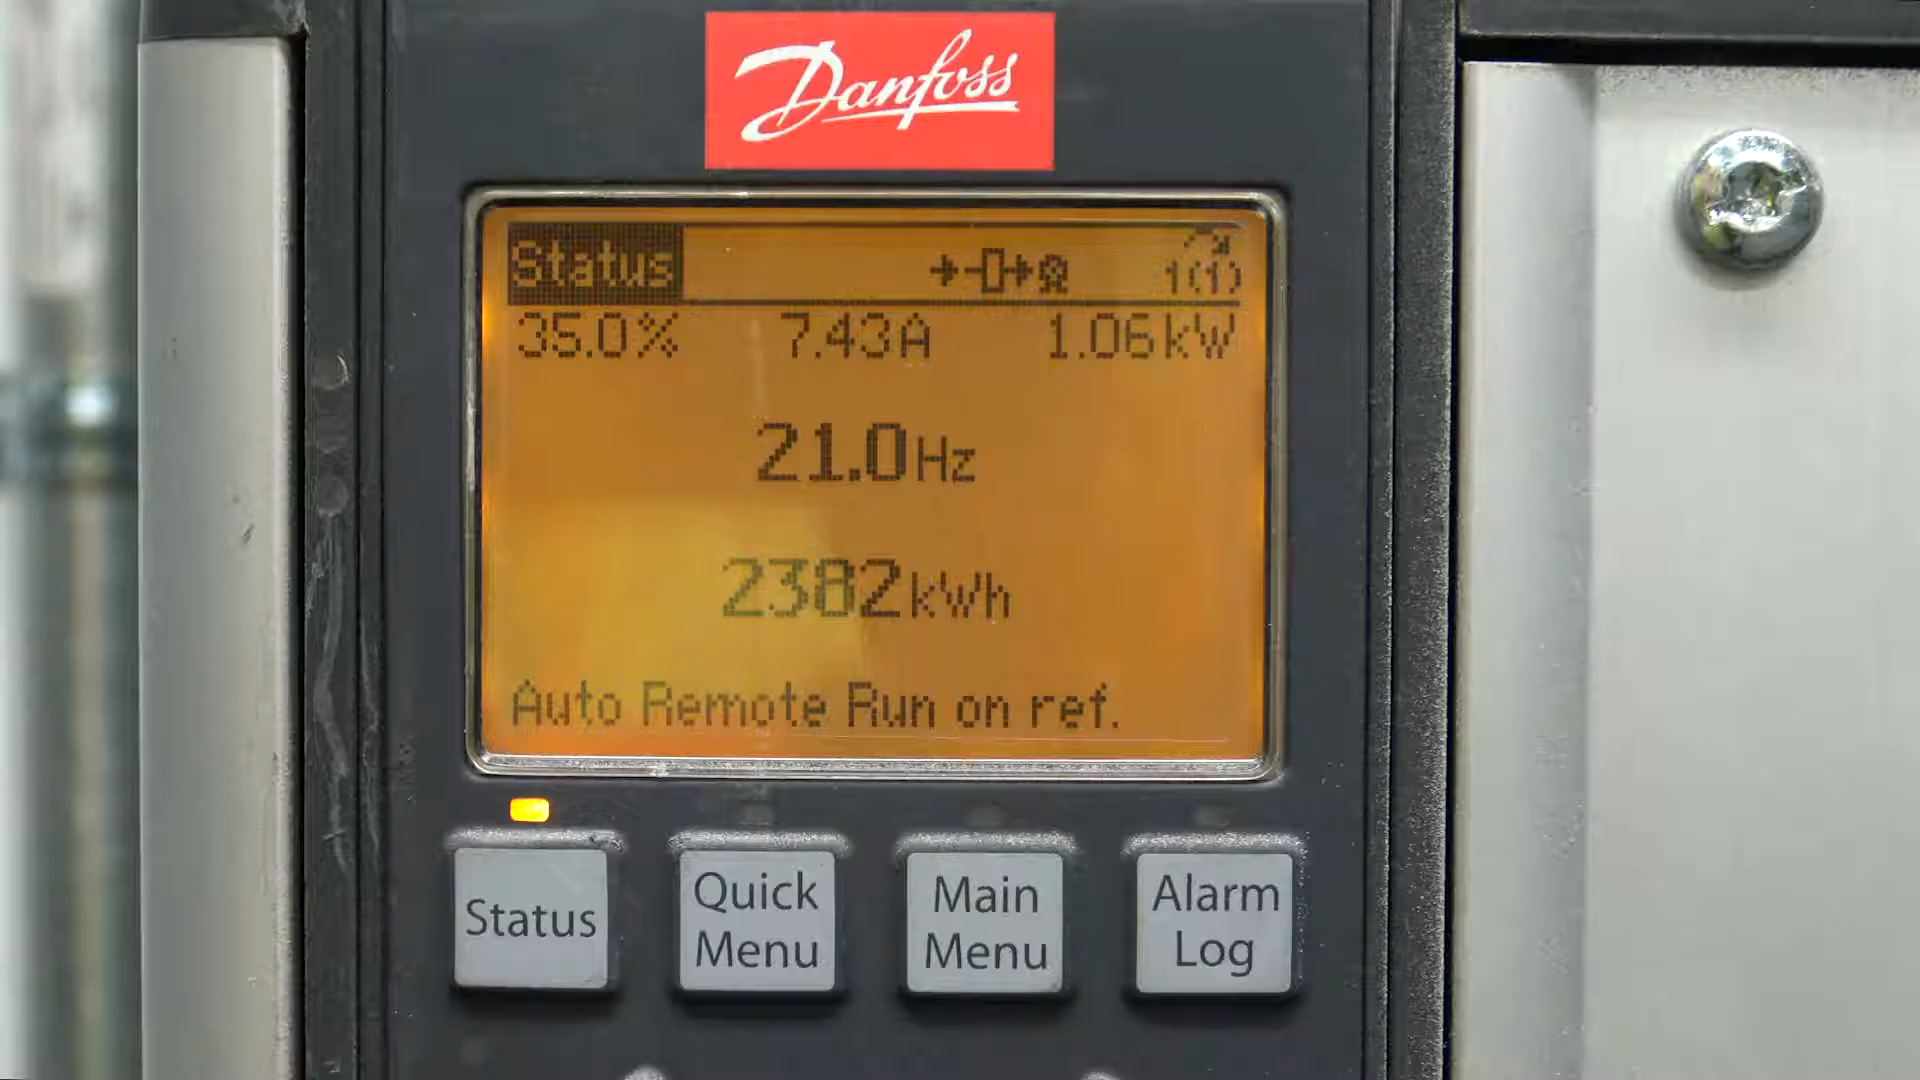 Danfoss
Status 1(1)
35.0% 7.43A 1.06kW
21.0Hz
2382kWh
Auto Remote Run on ref.
Status
Quick Menu
Main Menu
Alarm Log